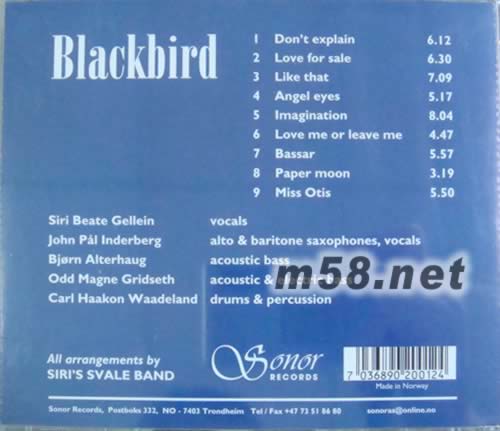 Blackbird
1 Don't explain 6.12
2 Love for sale 6.30
3 Like that 7.09
4 Angel eyes 5.17
5 Imagination 8.04
6 Love me or leave me 4.47
7 Bassar 5.57
8 Paper moon 3.19
9 Miss Otis 5.50
Siri Beate Gellein vocals
John Pål Inderberg alto & baritone saxophones, vocals
Bjørn Alterhaug acoustic bass
Odd Magne Gridseth acoustic &
Carl Haakon Waadeland drums & percussion
m58.net
All arrangements by
SIRI'S SVALE BAND
Sonor
RECORDS
7 036890 200124
Made in Norway
Sonor Records, Postboks 332, NO - 7403 Trondheim Tel / Fax +47 73 51 86 80 sonoras@online.no